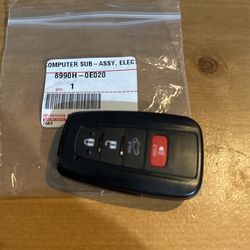 COMPUTER SUB-ASSY, ELEC
8990H-0E020
1